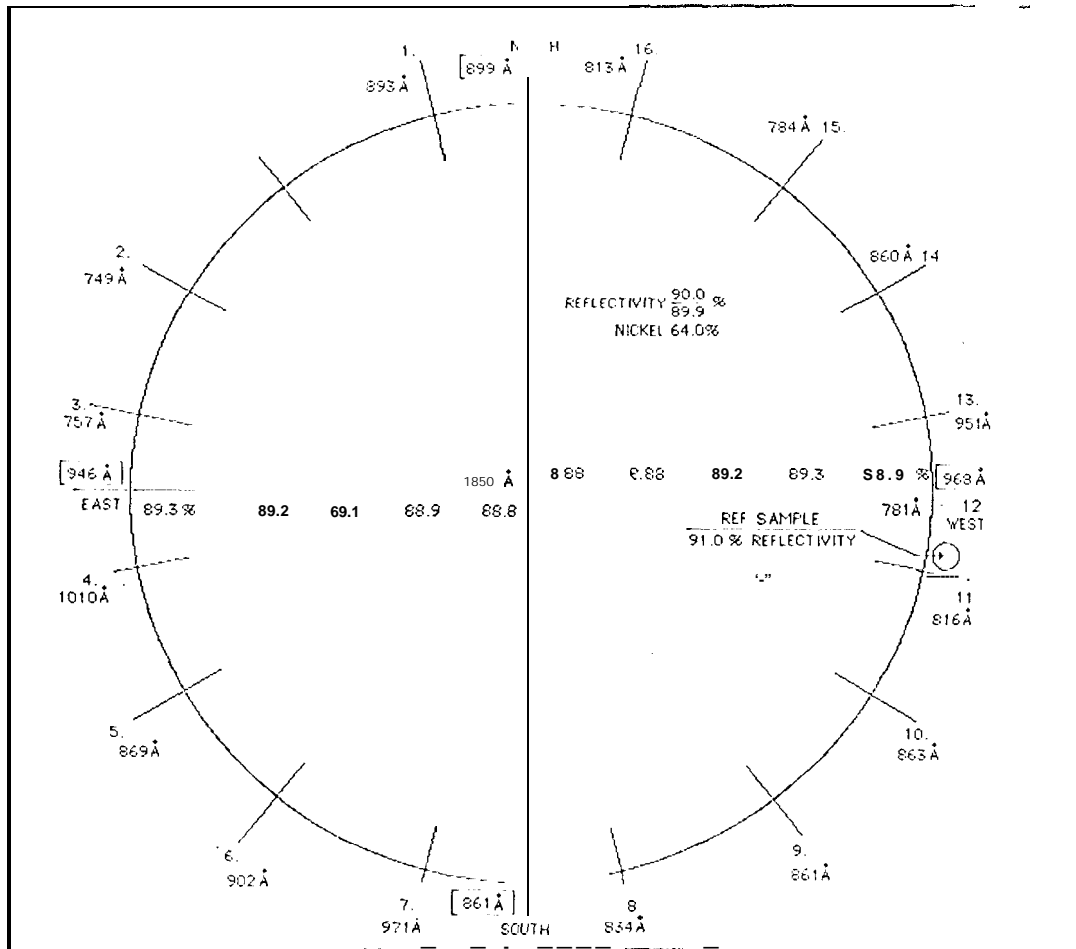 1.
893Å
[899 Å
N H
813Å
16.
784Å 15.
2.
749Å
860Å 14
REFLECTIVITY 90.0 %
89.9
NICKEL 64.0%
3.
757Å
13.
951Å
[946 Å]
EAST
89.3 % 89.2 69.1 88.9 88.8
1850 Å
8 88 89.2 89.3 S8.9 %
[968Å
781Å
12
WEST
REF SAMPLE
91.0 % REFLECTIVITY
4.
1010Å
11
816Å
5.
869Å
10.
863Å
6.
902Å
9.
861Å
7.
971Å
[861Å]
SOUTH
8
834Å